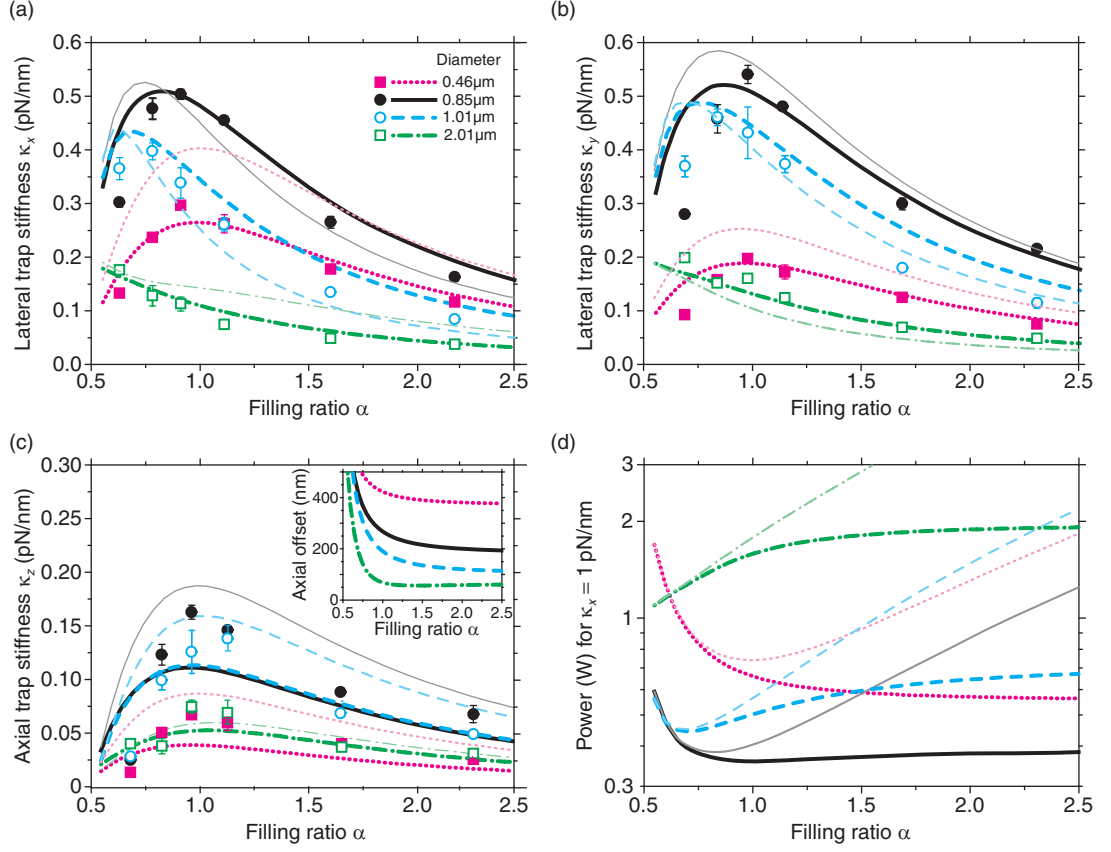 (a)
(b)
Lateral trap stiffness κx (pN/nm)
0.6
0.5
0.4
0.3
0.2
0.1
0.0
0.5
1.0
1.5
2.0
2.5
Filling ratio α
Diameter
0.46μm
0.85μm
1.01μm
2.01μm
Lateral trap stiffness κy (pN/nm)
0.6
0.5
0.4
0.3
0.2
0.1
0.0
0.5
1.0
1.5
2.0
2.5
Filling ratio α
(c)
(d)
Axial trap stiffness κz (pN/nm)
0.30
0.25
0.20
0.15
0.10
0.05
0.00
0.5
1.0
1.5
2.0
2.5
Filling ratio α
Axial offset (nm)
400
200
0
0.5
1.0
1.5
2.0
2.5
Filling ratio α
Power (W) for κx = 1 pN/nm
3
2
1
0.3
0.5
1.0
1.5
2.0
2.5
Filling ratio α